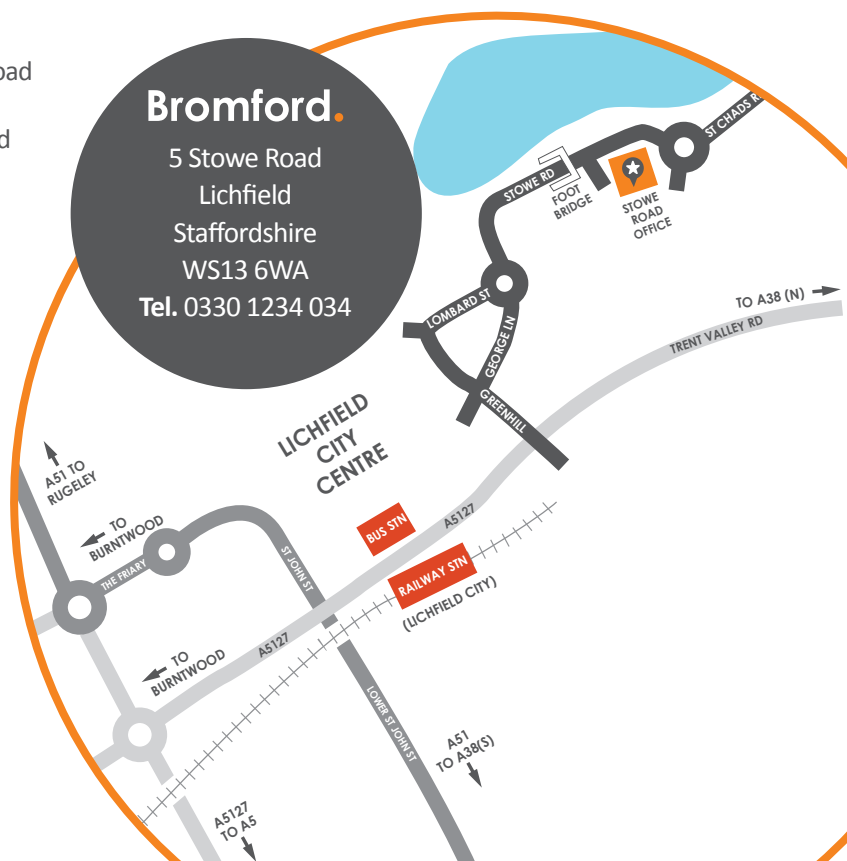 Bromford.
5 Stowe Road
Lichfield
Staffordshire
WS13 6WA
Tel. 0330 1234 034
ST CHADS
STOWE RD
FOOT
BRIDGE
STOWE
ROAD
OFFICE
LOMBARD ST
GEORGE LN
GREENHILL
TO A38 (N)
TRENT VALLEY RD
LICHFIELD
CITY
CENTRE
A51 TO
RUGELEY
TO
BURNTWOOD
THE FRIARY
ST JOHN ST
BUS STN
A5127
RAILWAY STN
(LICHFIELD CITY)
A5127
TO
BURNTWOOD
LOWER ST JOHN ST
A51
TO A38(S)
A5127
TO A5